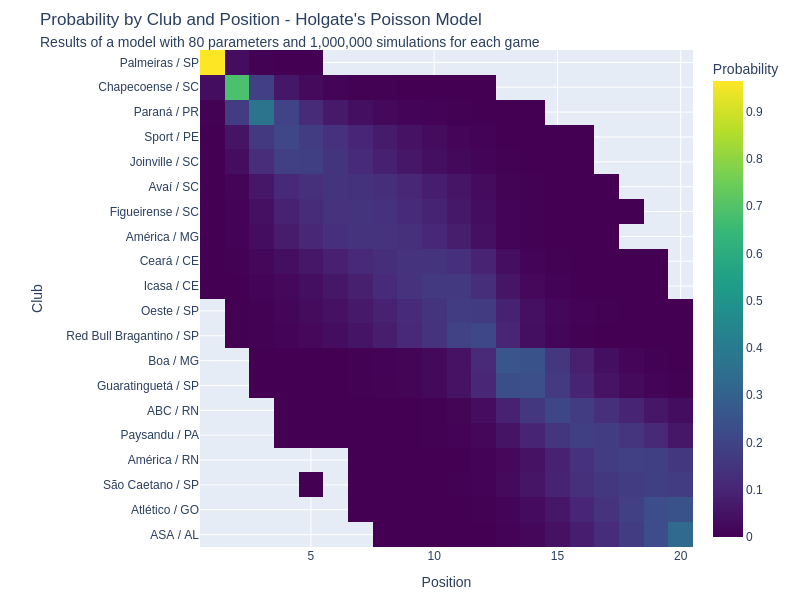 Probability by Club and Position - Holgate's Poisson Model
Results of a model with 80 parameters and 1,000,000 simulations for each game
Palmeiras / SP
Chapecoense / SC
Paraná / PR
Sport / PE
Joinville / SC
Avaí / SC
Figueirense / SC
América / MG
Ceará / CE
Icasa / CE
Oeste / SP
Red Bull Bragantino / SP
Boa / MG
Guaratinguetá / SP
ABC / RN
Paysandu / PA
América / RN
São Caetano / SP
Atlético / GO
ASA / AL
Club
5
10
15
20
Position
Probability
0.9
0.8
0.7
0.6
0.5
0.4
0.3
0.2
0.1
0